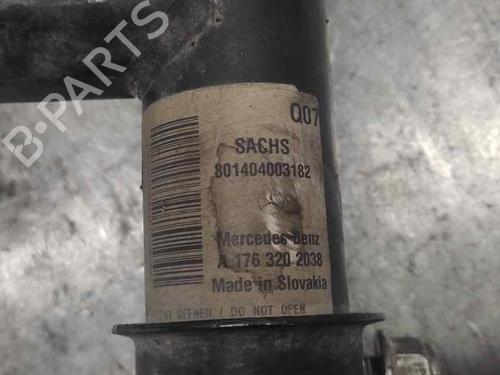 Q07
SACHS
801404003182
Mercedes-Benz
A 176 320 2038
Made in Slovakia
/ DO NOT OPEN
B-PARTS